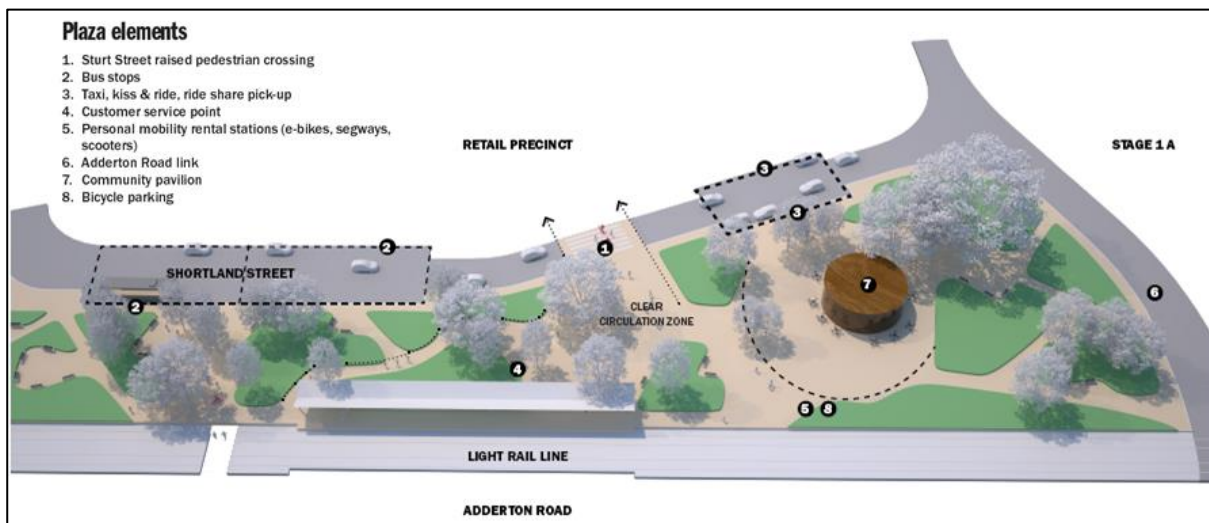 Plaza elements
1. Sturt Street raised pedestrian crossing
2. Bus stops
3. Taxi, kiss & ride, ride share pick-up
4. Customer service point
5. Personal mobility rental stations (e-bikes, segways,
scooters)
6. Adderton Road link
7. Community pavilion
8. Bicycle parking
RETAIL PRECINCT
STAGE 1 A
3
3
2
1
SHORTLAND STREET
7
6
2
CLEAR
CIRCULATION ZONE
4
5 8
LIGHT RAIL LINE
ADDERTON ROAD